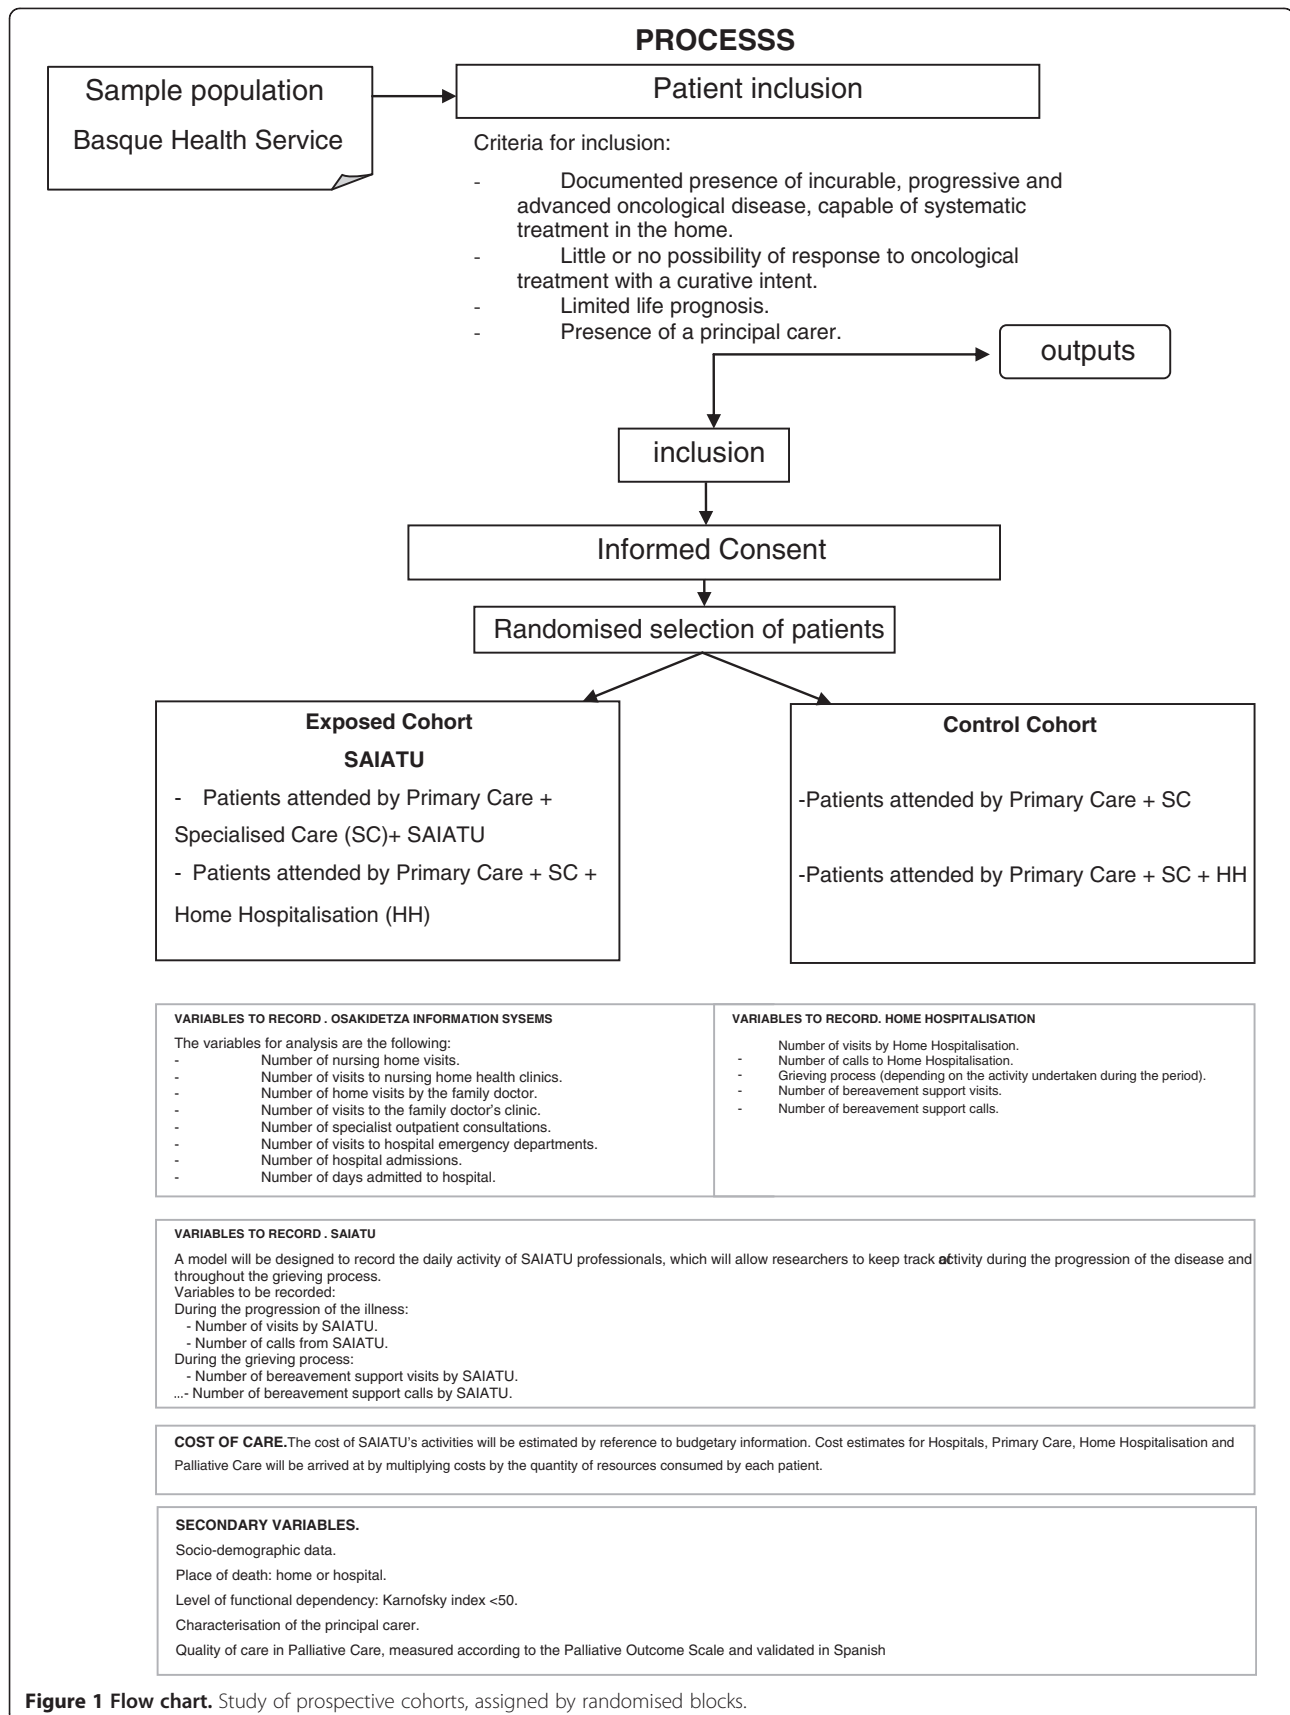 PROCESSS
Sample population
Basque Health Service
Patient inclusion
Criteria for inclusion:
- Documented presence of incurable, progressive and
advanced oncological disease, capable of systematic
treatment in the home.
- Little or no possibility of response to oncological
treatment with a curative intent.
- Limited life prognosis.
- Presence of a principal carer.
outputs
inclusion
Informed Consent
Randomised selection of patients
Exposed Cohort
SAIATU
- Patients attended by Primary Care +
Specialised Care (SC)+ SAIATU
- Patients attended by Primary Care + SC +
Home Hospitalisation (HH)
Control Cohort
-Patients attended by Primary Care + SC
-Patients attended by Primary Care + SC + HH
VARIABLES TO RECORD . OSAKIDETZA INFORMATION SYSEMS
The variables for analysis are the following:
- Number of nursing home visits.
- Number of visits to nursing home health clinics.
- Number of home visits by the family doctor.
- Number of visits to the family doctor's clinic.
- Number of specialist outpatient consultations.
- Number of visits to hospital emergency departments.
- Number of hospital admissions.
- Number of days admitted to hospital.
VARIABLES TO RECORD. HOME HOSPITALISATION
Number of visits by Home Hospitalisation.
- Number of calls to Home Hospitalisation.
- Grieving process (depending on the activity undertaken during the period).
- Number of bereavement support visits.
- Number of bereavement support calls.
VARIABLES TO RECORD . SAIATU
A model will be designed to record the daily activity of SAIATU professionals, which will allow researchers to keep track of activity during the progression of the disease and
throughout the grieving process.
Variables to be recorded:
During the progression of the illness:
- Number of visits by SAIATU.
- Number of calls from SAIATU.
During the grieving process:
- Number of bereavement support visits by SAIATU.
...- Number of bereavement support calls by SAIATU.
COST OF CARE.The cost of SAIATU's activities will be estimated by reference to budgetary information. Cost estimates for Hospitals, Primary Care, Home Hospitalisation and
Palliative Care will be arrived at by multiplying costs by the quantity of resources consumed by each patient.
SECONDARY VARIABLES.
Socio-demographic data.
Place of death: home or hospital.
Level of functional dependency: Karnofsky index <50.
Characterisation of the principal carer.
Quality of care in Palliative Care, measured according to the Palliative Outcome Scale and validated in Spanish
Figure 1 Flow chart. Study of prospective cohorts, assigned by randomised blocks.